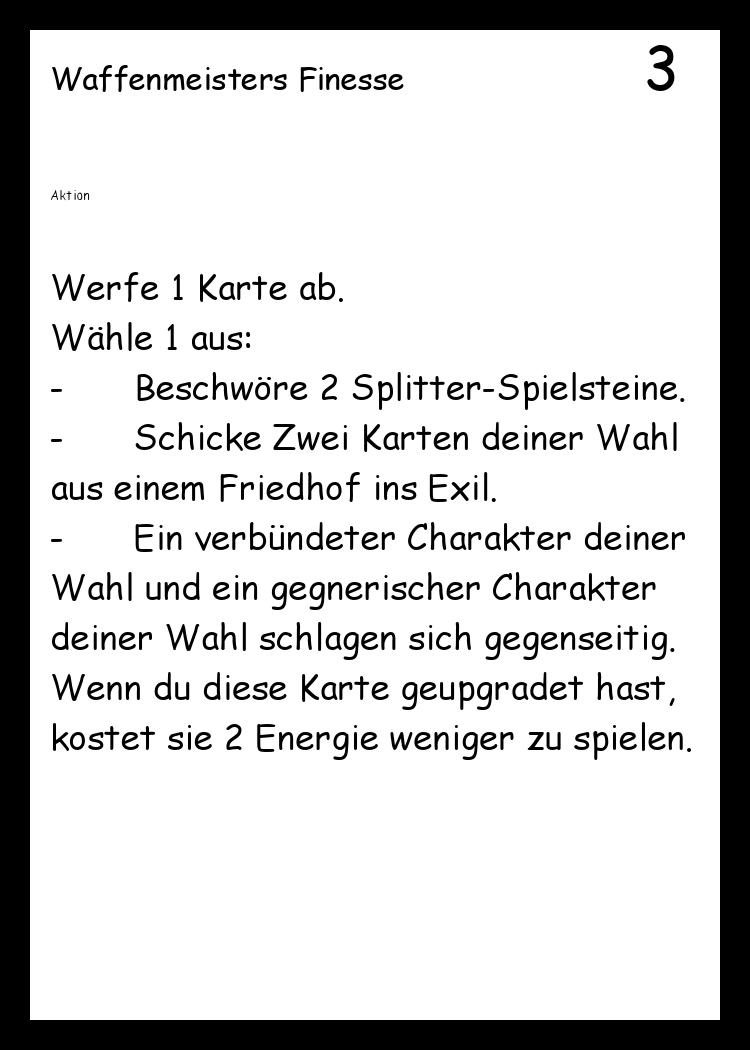 Waffenmeisters Finesse
3
Aktion
Werfe 1 Karte ab.
Wähle 1 aus:
- Beschwöre 2 Splitter-Spielsteine.
- Schicke Zwei Karten deiner Wahl
aus einem Friedhof ins Exil.
- Ein verbündeter Charakter deiner
Wahl und ein gegnerischer Charakter
deiner Wahl schlagen sich gegenseitig.
Wenn du diese Karte geupgradet hast,
kostet sie 2 Energie weniger zu spielen.